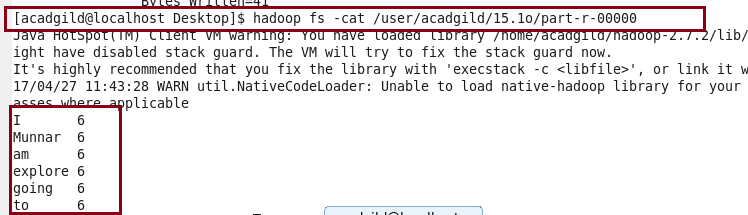 Bytes Written=41
[acadgild@localhost Desktop]$ hadoop fs -cat /user/acadgild/15.1o/part-r-00000
Java HotSpot(TM) Client VM warning: You have loaded library /home/acadgild/hadoop-2.7.2/lib/
ight have disabled stack guard. The VM will try to fix the stack guard now.
It's highly recommended that you fix the library with 'execstack -c <libfile>', or link it w
17/04/27 11:43:28 WARN util.NativeCodeLoader: Unable to load native-hadoop library for your
asses where applicable
I 6
Munnar 6
am 6
explore 6
going 6
to 6